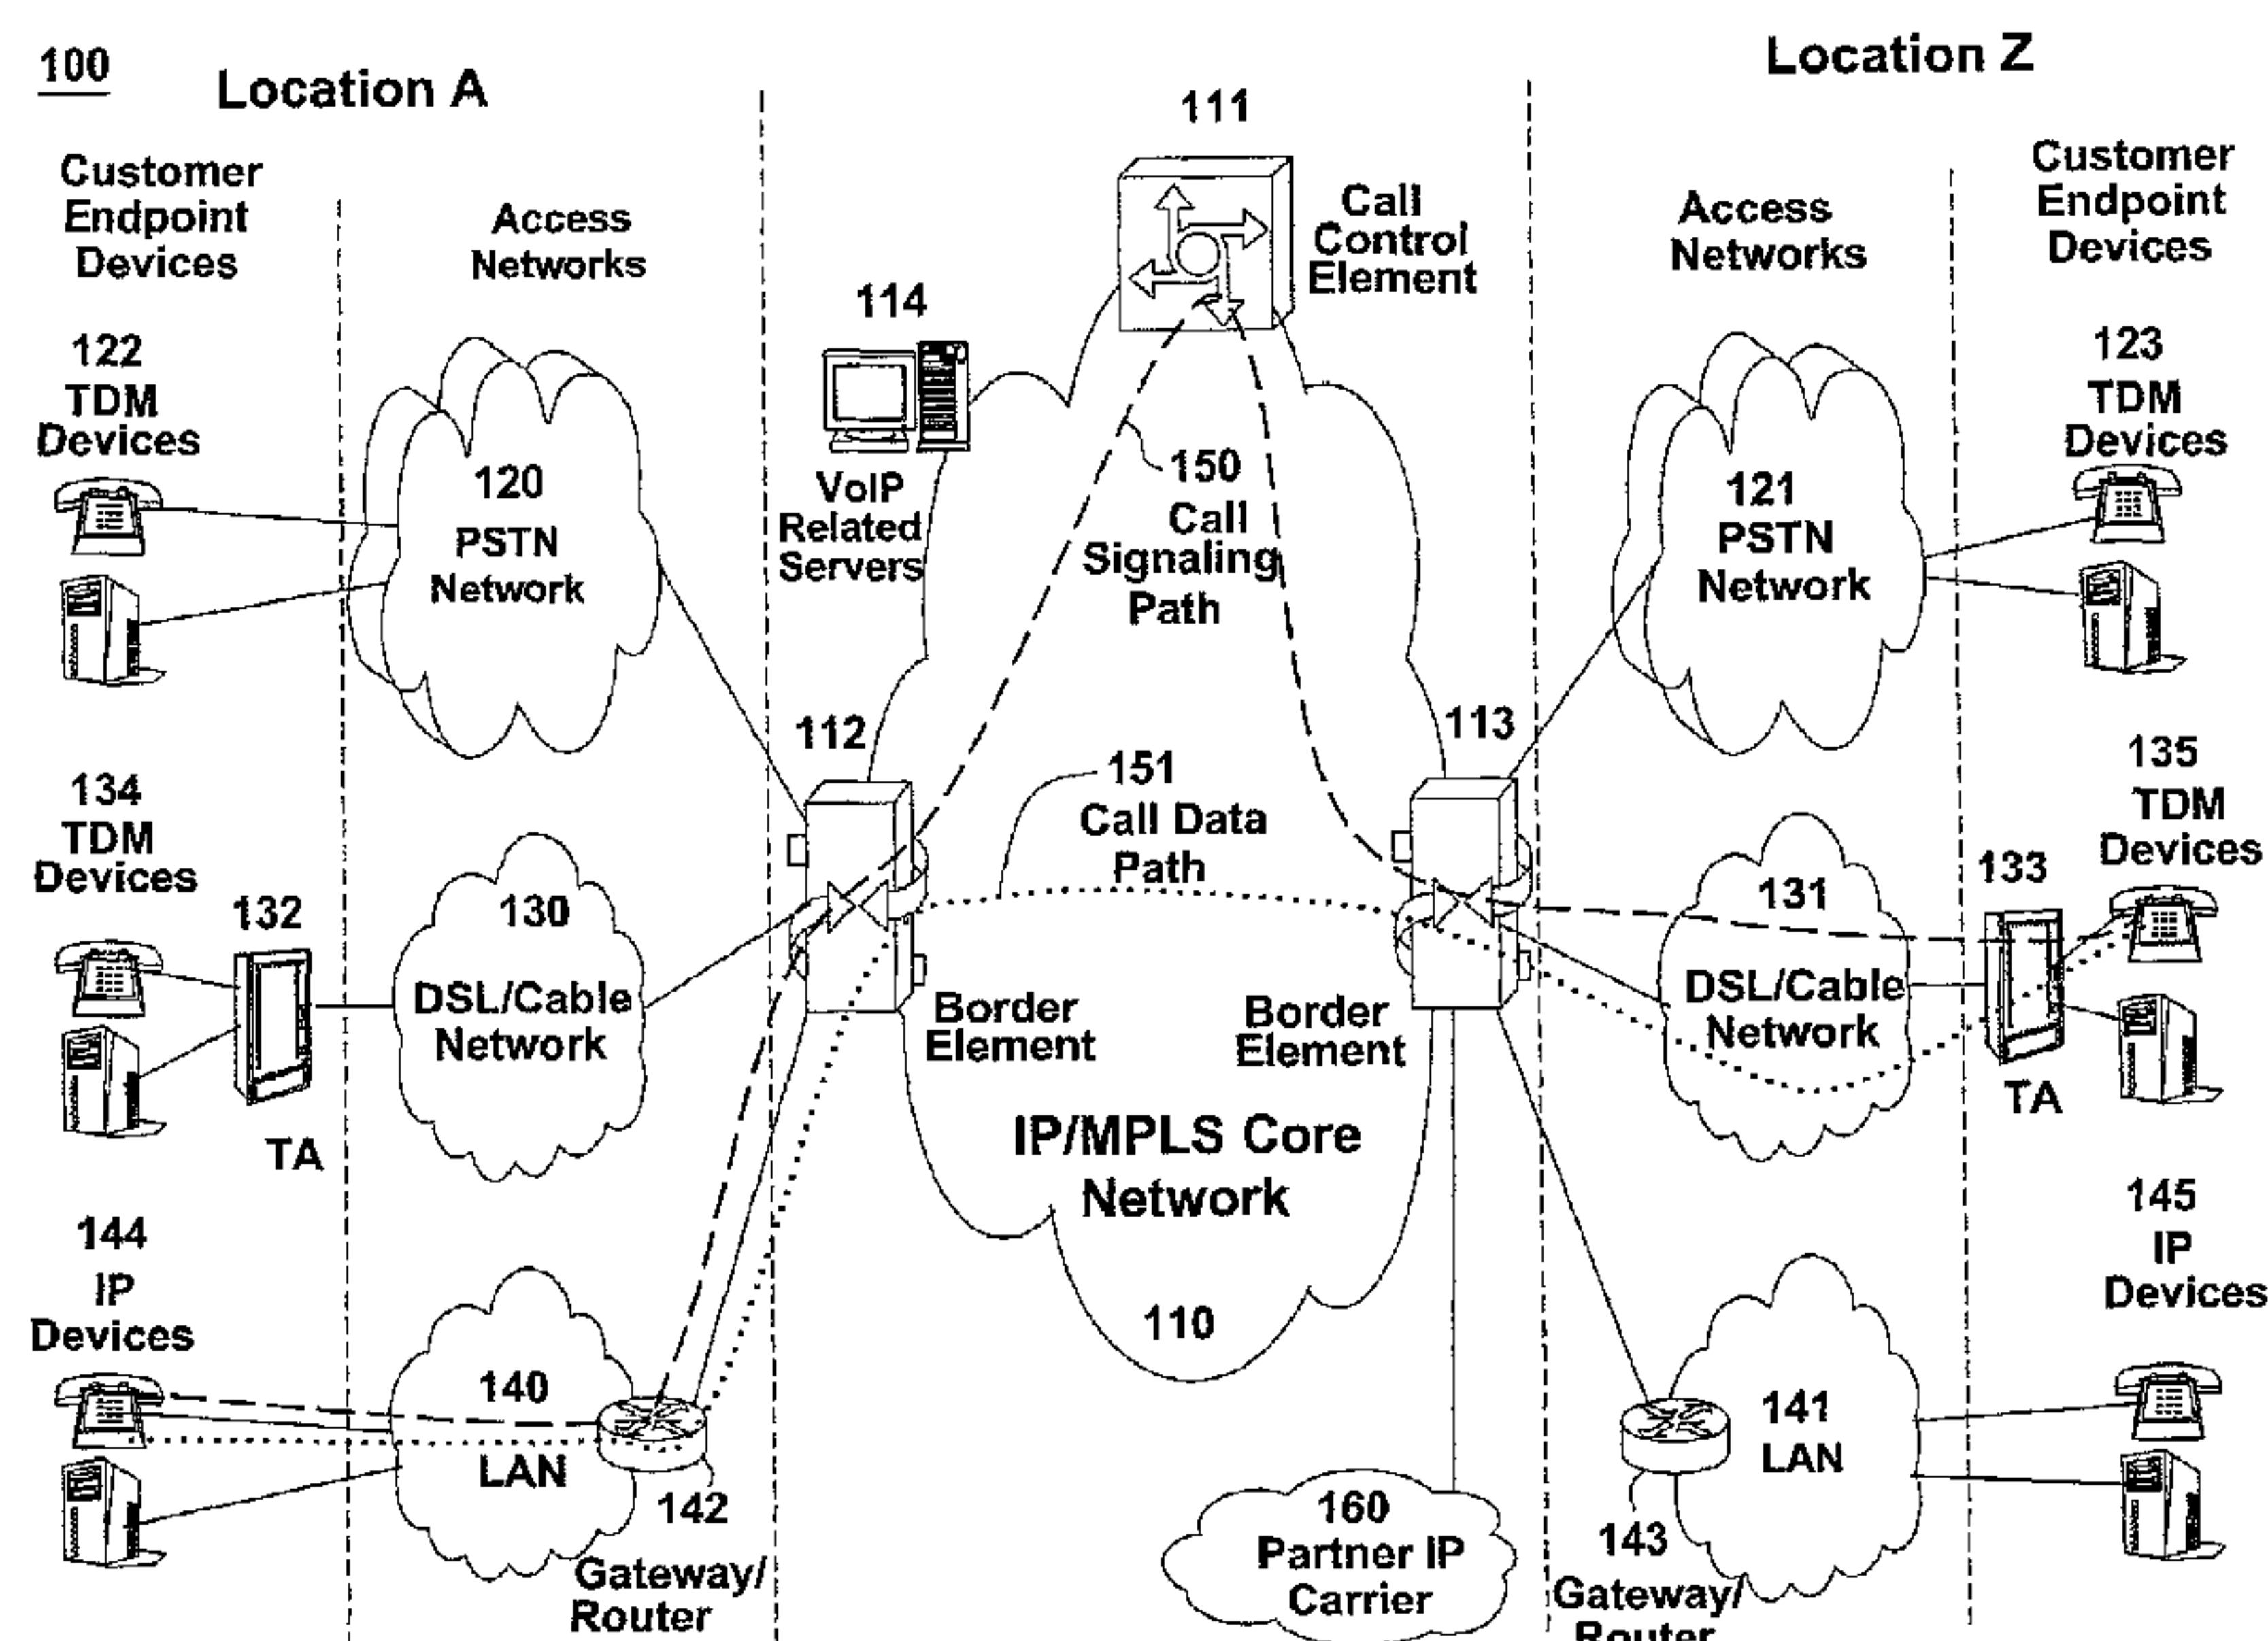 100
Location A
Location Z
Customer
Endpoint
Devices
Access
Networks
111
Call
Control
Element
Access
Networks
Customer
Endpoint
Devices
122
TDM
Devices
120
PSTN
Network
114
VoIP
Related
Servers
150
Call
Signaling
Path
121
PSTN
Network
123
TDM
Devices
112
113
151
Call Data
Path
134
TDM
Devices
132
TA
130
DSL/Cable
Network
Border
Element
Border
Element
131
DSL/Cable
Network
133
TA
135
TDM
Devices
IP/MPLS Core
Network
110
144
IP
Devices
140
LAN
142
Gateway/
Router
160
Partner IP
Carrier
143
Gateway/
Router
141
LAN
145
IP
Devices